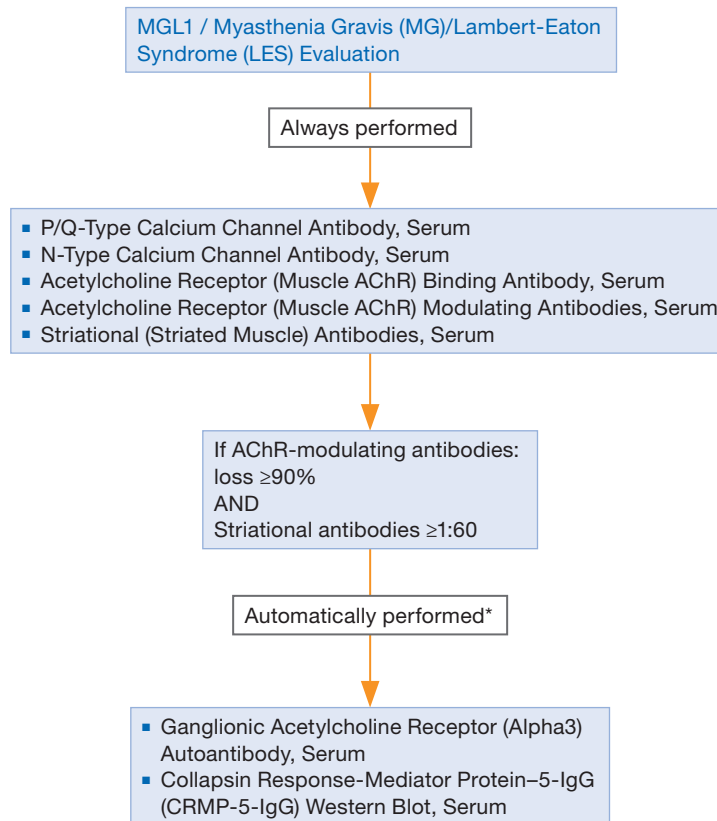 MGL1 / Myasthenia Gravis (MG)/Lambert-Eaton
Syndrome (LES) Evaluation
Always performed
▪ P/Q-Type Calcium Channel Antibody, Serum
▪ N-Type Calcium Channel Antibody, Serum
▪ Acetylcholine Receptor (Muscle AChR) Binding Antibody, Serum
▪ Acetylcholine Receptor (Muscle AChR) Modulating Antibodies, Serum
▪ Striational (Striated Muscle) Antibodies, Serum
If AChR-modulating antibodies:
loss ≥90%
AND
Striational antibodies ≥1:60
Automatically performed*
▪ Ganglionic Acetylcholine Receptor (Alpha3)
Autoantibody, Serum
▪ Collapsin Response-Mediator Protein–5-IgG
(CRMP-5-IgG) Western Blot, Serum